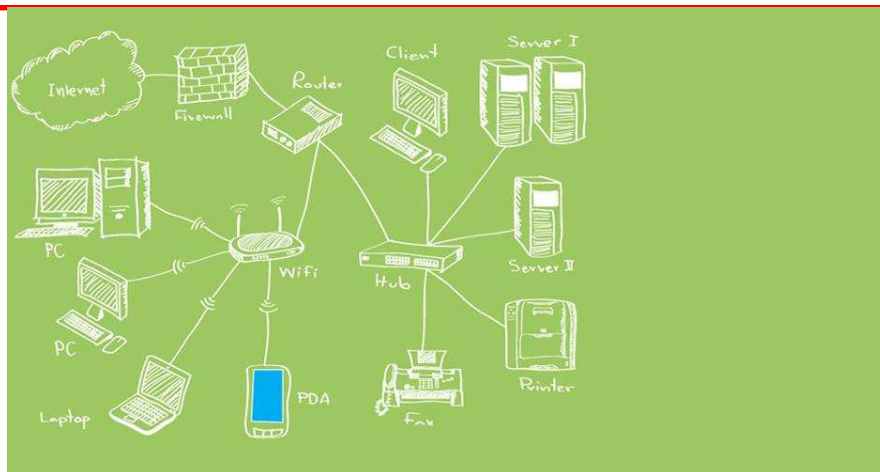 Internet
Firewall
Router
Client
Server I
PC
WiFi
Hub
Server II
PC
Laptop
PDA
Fax
Printer